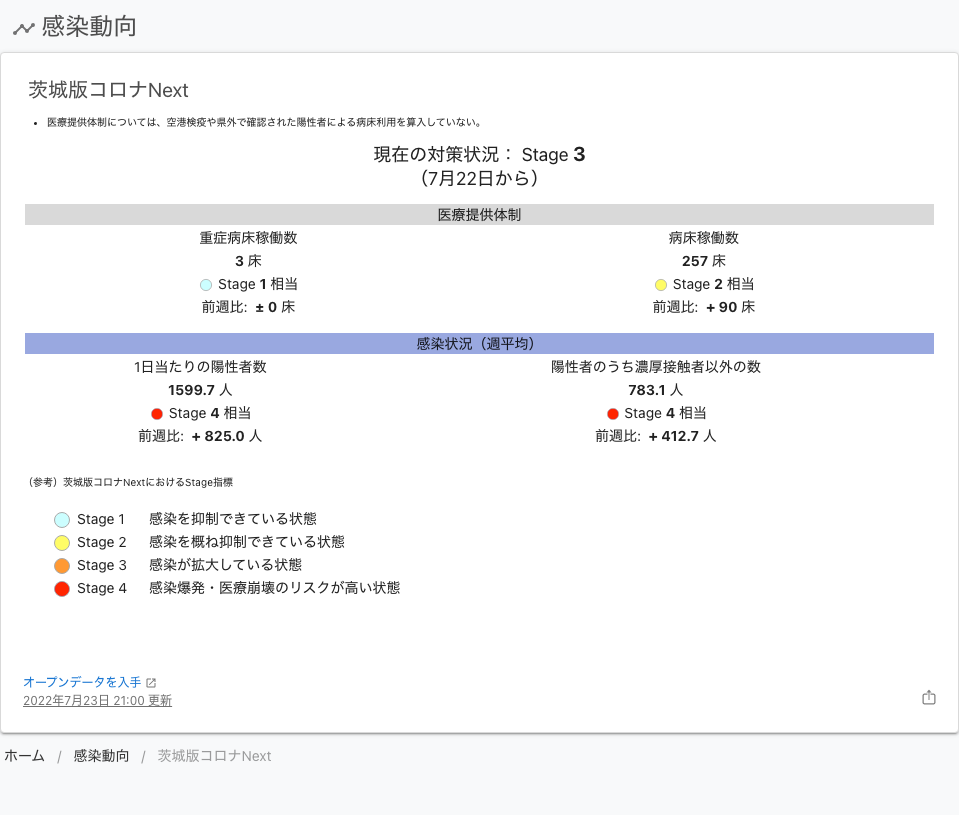 感染動向
茨城版コロナNext
• 医療提供体制については、空港検疫や県外で確認された陽性者による病床利用を算入していない。
現在の対策状況： Stage 3
（7月22日から）
医療提供体制
重症病床稼働数 病床稼働数
3 床 257 床
Stage 1 相当 Stage 2 相当
前週比: ± 0 床 前週比: + 90 床
感染状況（週平均）
1日当たりの陽性者数 陽性者のうち濃厚接触者以外の数
1599.7 人 783.1 人
Stage 4 相当 Stage 4 相当
前週比: + 825.0 人 前週比: + 412.7 人
（参考）茨城版コロナNextにおけるStage指標
Stage 1 感染を抑制できている状態
Stage 2 感染を概ね抑制できている状態
Stage 3 感染が拡大している状態
Stage 4 感染爆発・医療崩壊のリスクが高い状態
オープンデータを入手
2022年7月23日 21:00 更新
ホーム / 感染動向 / 茨城版コロナNext